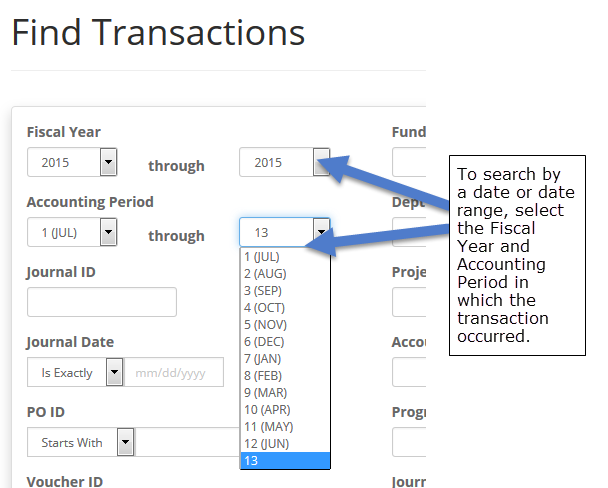 Find Transactions
Fiscal Year
Fund
2015 through 2015
Accounting Period
Dept
1 (JUL) through 13
1 (JUL)
2 (AUG)
3 (SEP)
4 (OCT)
5 (NOV)
6 (DEC)
7 (JAN)
8 (FEB)
9 (MAR)
10 (APR)
11 (MAY)
12 (JUN)
13
Journal ID
Proje
Journal Date
Accou
Is Exactly mm/dd/yyyy
PO ID
Progr
Starts With
Voucher ID
Journ
To search by
a date or date
range, select
the Fiscal
Year and
Accounting
Period in
which the
transaction
occurred.